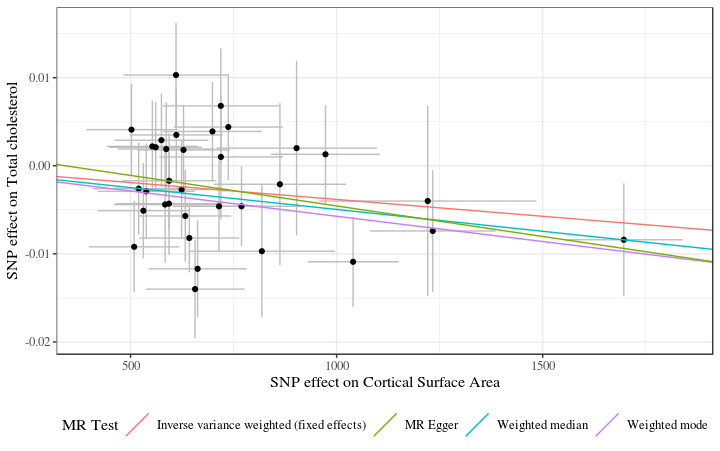 SNP effect on Total cholesterol
0.01
0.00
-0.01
-0.02
500
1000
1500
SNP effect on Cortical Surface Area
MR Test
Inverse variance weighted (fixed effects)
MR Egger
Weighted median
Weighted mode